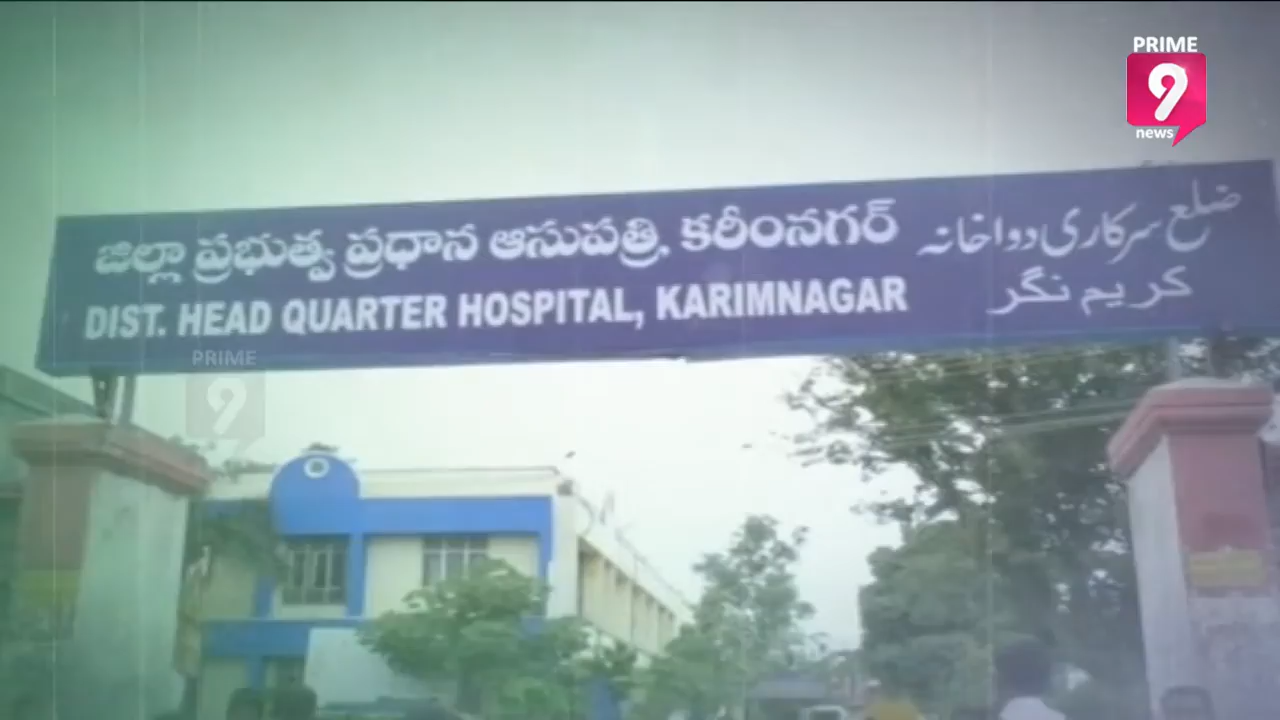 PRIME
9
news
జిల్లా ప్రభుత్వ ప్రధాన ఆసుపత్రి, కరీంనగర్
ضلع سرکاری دواخانہ
DIST. HEAD QUARTER HOSPITAL, KARIMNAGAR
کریم نگر
PRIME
9